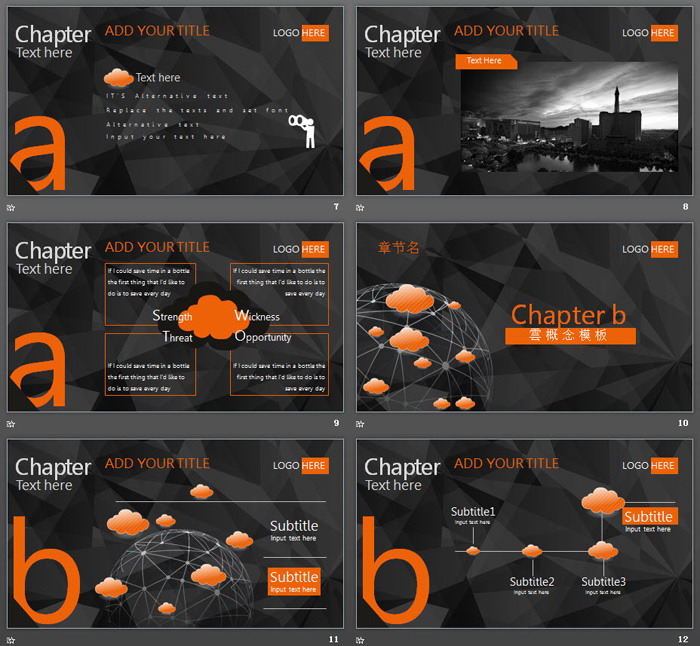 Chapter
Text here
ADD YOUR TITLE
LOGO HERE
Text here
IT'S Alternative text
Replace the texts and set font
Alternative text
Input your text here
a
7
Chapter
Text here
ADD YOUR TITLE
LOGO HERE
Text Here
a
8
Chapter
Text here
ADD YOUR TITLE
LOGO HERE
If I could save time in a bottle
the first thing that I'd like to
do is to save every day
If I could save time in a bottle the
first thing that I'd like to do is to
save every day
Strength
Wickness
Threat
Opportunity
If I could save time in a bottle
the first thing that I'd like to
do is to save every day
If I could save time in a bottle the
first thing that I'd like to do is to
save every day
a
9
章节名
LOGO HERE
Chapter b
雲概念模板
10
Chapter
Text here
ADD YOUR TITLE
LOGO HERE
Subtitle
Input text here
Subtitle
Input text here
b
11
Chapter
Text here
ADD YOUR TITLE
LOGO HERE
Subtitle1
Input text here
Subtitle
Input text here
Subtitle2
Input text here
Subtitle3
Input text here
b
12